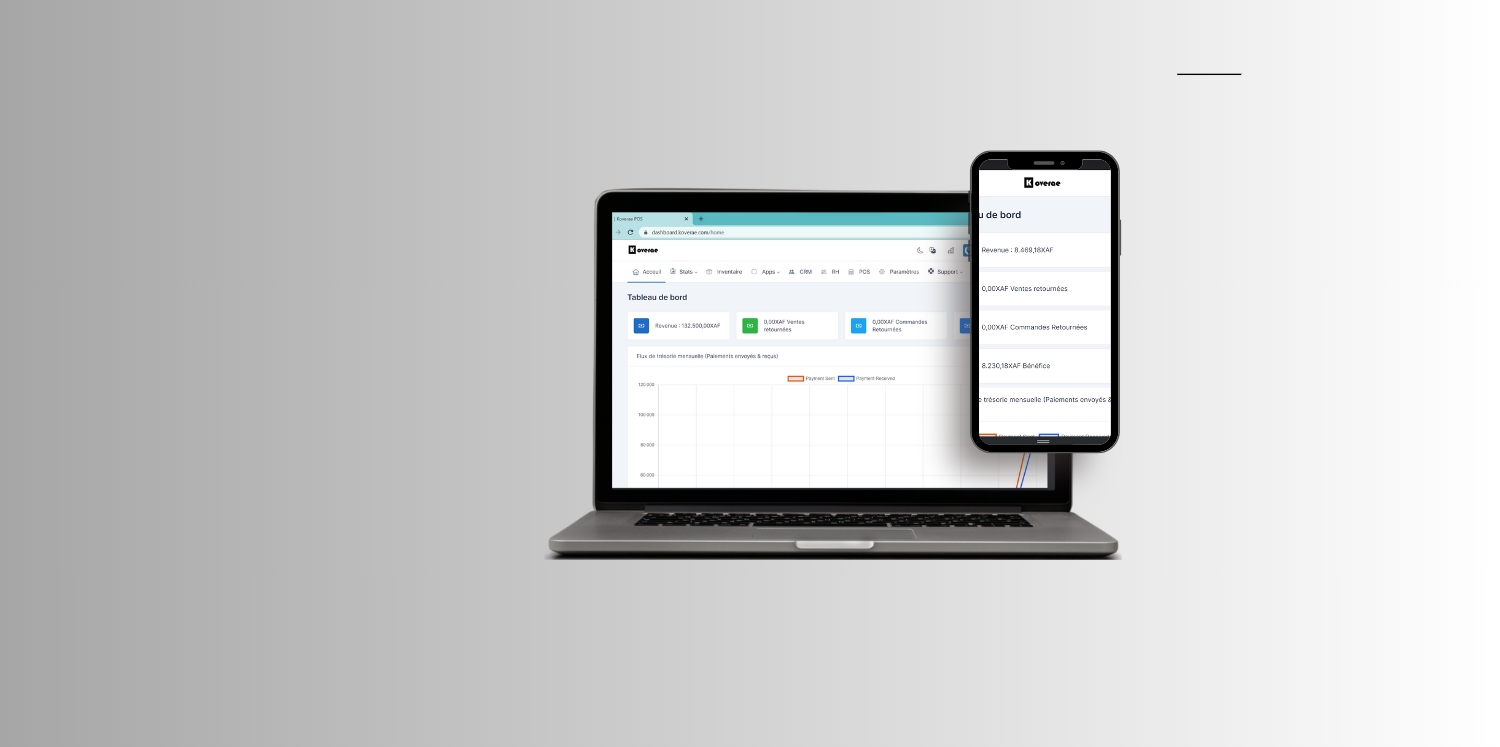 Koverae POS
dashboard.koverae.com/home
Koverae
Acceuil Stats Inventaire Apps CRM RH POS Paramètres Support
Tableau de bord
Revenue : 132.500,00XAF
0,00XAF Ventes
retournées
0,00XAF Commandes
Retournées
Flux de trésorie mensuelle (Paiements envoyés & reçus)
Payment Sent Payment Received
120 000
100 000
80 000
60 000
Koverae
u de bord
Revenue : 8.469,18XAF
0,00XAF Ventes retournées
0,00XAF Commandes Retournées
8.230,18XAF Bénéfice
e trésorie mensuelle (Paiements envoyés &